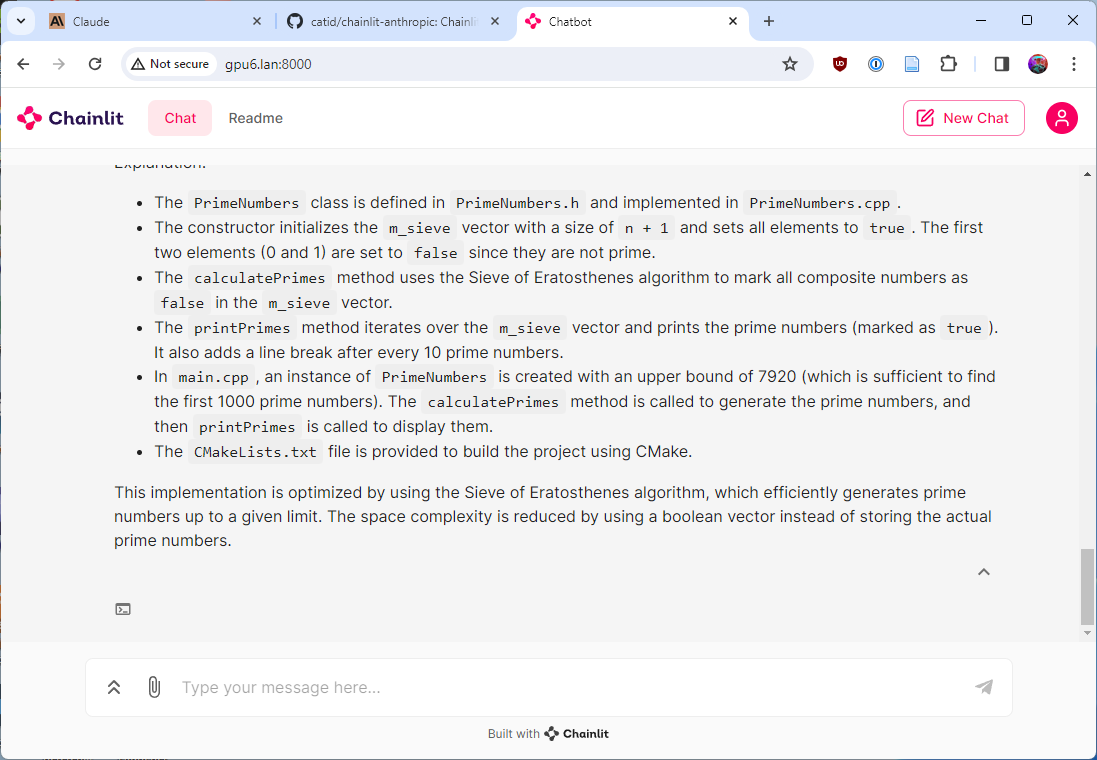 Claude
catid/chainlit-anthropic: Chainli
Chatbot
Not secure
gpu6.lan:8000
Chainlit
Chat
Readme
New Chat
Explanation:
The PrimeNumbers class is defined in PrimeNumbers.h and implemented in PrimeNumbers.cpp .
The constructor initializes the m_sieve vector with a size of n + 1 and sets all elements to true . The first
two elements (0 and 1) are set to false since they are not prime.
The calculatePrimes method uses the Sieve of Eratosthenes algorithm to mark all composite numbers as
false in the m_sieve vector.
The printPrimes method iterates over the m_sieve vector and prints the prime numbers (marked as true ).
It also adds a line break after every 10 prime numbers.
In main.cpp , an instance of PrimeNumbers is created with an upper bound of 7920 (which is sufficient to find
the first 1000 prime numbers). The calculatePrimes method is called to generate the prime numbers, and
then printPrimes is called to display them.
The CMakeLists.txt file is provided to build the project using CMake.
This implementation is optimized by using the Sieve of Eratosthenes algorithm, which efficiently generates prime
numbers up to a given limit. The space complexity is reduced by using a boolean vector instead of storing the actual
prime numbers.
Type your message here...
Built with Chainlit